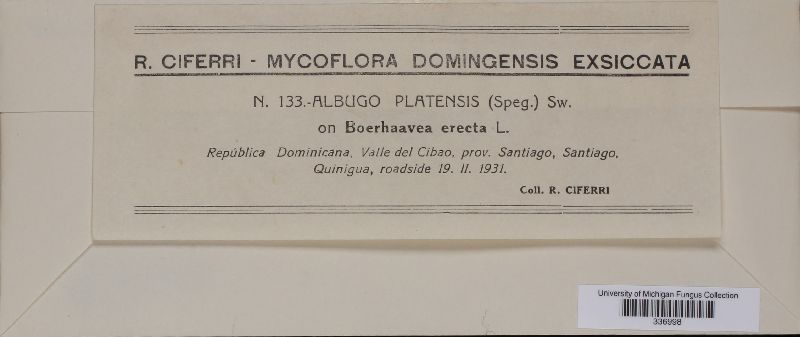 R. CIFERRI - MYCOFLORA DOMINGENSIS EXSICCATA
N. 133.-ALBUGO PLATENSIS (Speg.) Sw.
on Boerhaavea erecta L.
República Dominicana, Valle del Cibao, prov. Santiago, Santiago,
Quinigua, roadside 19. II. 1931.
Coll. R. CIFERRI
University of Michigan Fungus Collection
336998